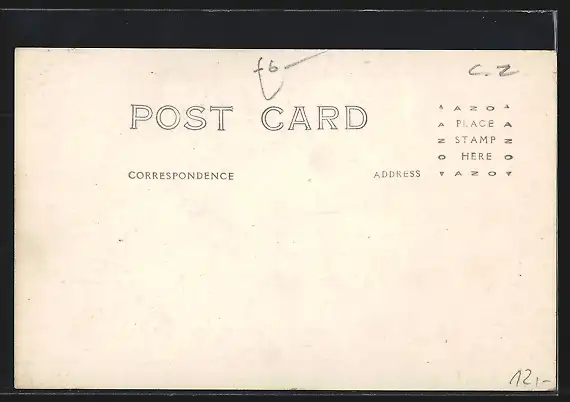 f6-
C.Z
POST CARD
AZO
PLACE
STAMP
HERE
AZO
CORRESPONDENCE
ADDRESS
12,-